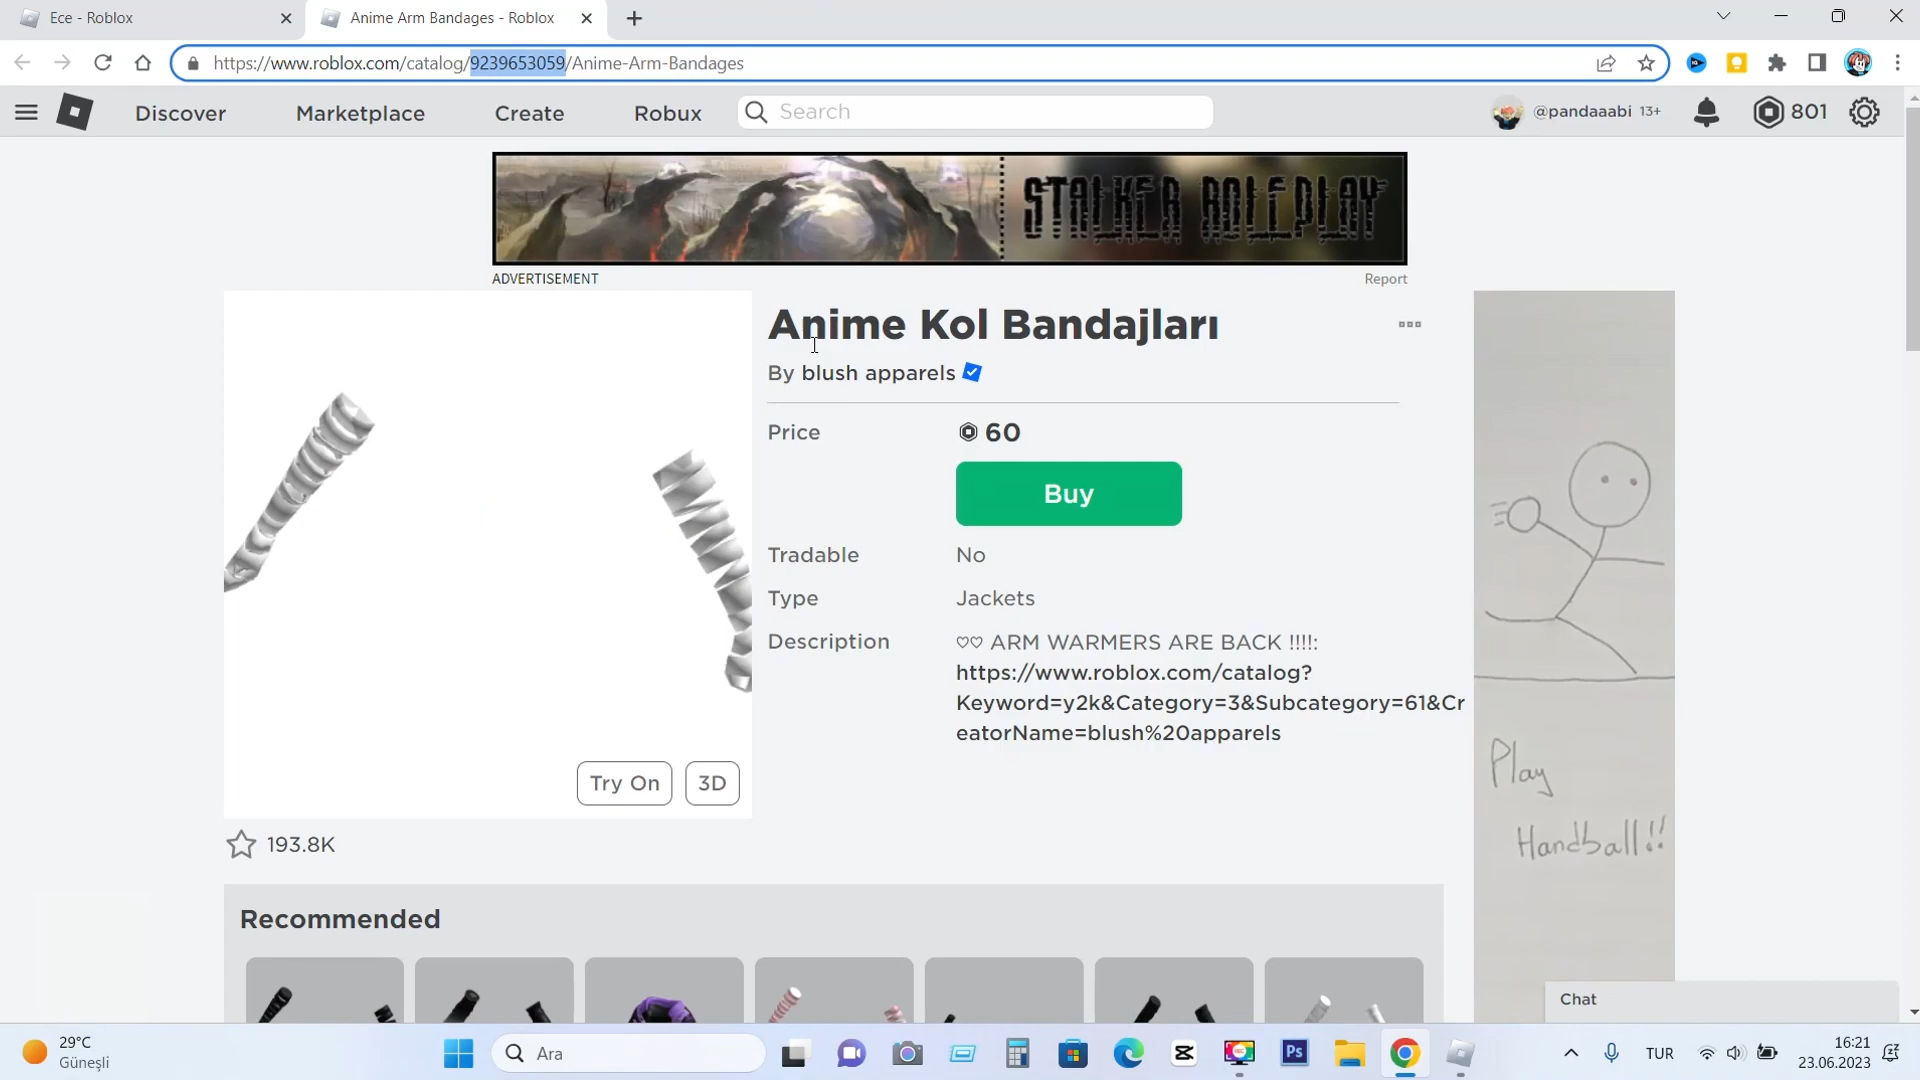 Ece - Roblox
Anime Arm Bandages - Roblox
https://www.roblox.com/catalog/9239653059/Anime-Arm-Bandages
Discover
Marketplace
Create
Robux
Search
@pandaaabi 13+
801
STALKER ROLEPLAY
ADVERTISEMENT
Report
Anime Kol Bandajları
By blush apparels
Price
60
Buy
Tradable
No
Type
Jackets
Description
♡♡ ARM WARMERS ARE BACK !!!!:
https://www.roblox.com/catalog?
Keyword=y2k&Category=3&Subcategory=61&Cr
eatorName=blush%20apparels
Try On
3D
193.8K
Play
Handball!!
Recommended
Chat
29°C
Güneşli
Ara
Ps
TUR
16:21
23.06.2023